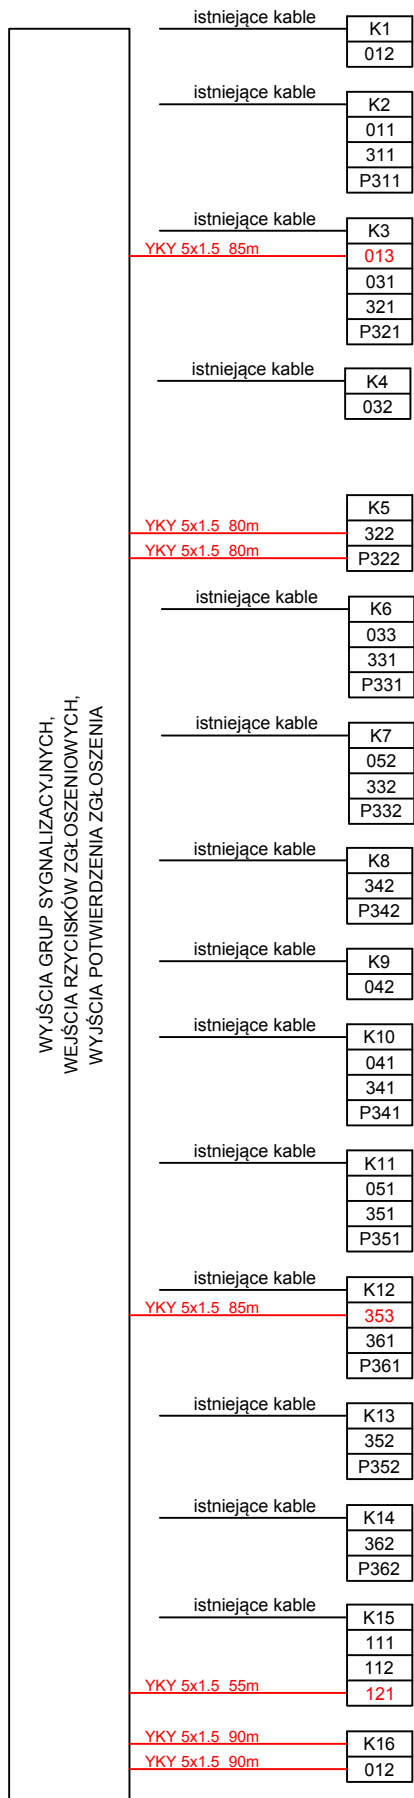 istniejące kable
K1
012
istniejące kable
K2
011
311
P311
istniejące kable
K3
YKY 5x1.5 85m
013
031
321
P321
istniejące kable
K4
032
K5
YKY 5x1.5 80m
322
YKY 5x1.5 80m
P322
istniejące kable
K6
033
331
P331
istniejące kable
K7
052
332
P332
istniejące kable
K8
342
P342
istniejące kable
K9
042
istniejące kable
K10
041
341
P341
istniejące kable
K11
051
351
P351
istniejące kable
K12
YKY 5x1.5 85m
353
361
P361
istniejące kable
K13
352
P352
istniejące kable
K14
362
P362
istniejące kable
K15
111
112
YKY 5x1.5 55m
121
YKY 5x1.5 90m
K16
YKY 5x1.5 90m
012
WYJŚCIA GRUP SYGNALIZACYJNYCH,
WEJŚCIA RZYCISKÓW ZGŁOSZENIOWYCH,
WYJŚCIA POTWIERDZENIA ZGŁOSZENIA